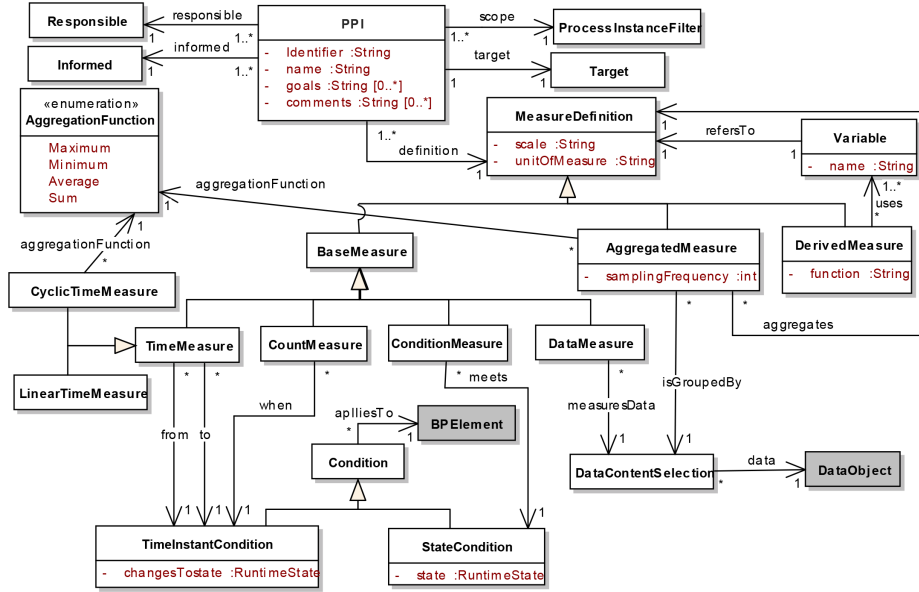 Responsible
responsible
1
1..*
PPI
- Identifier :String
- name :String
- goals :String [0..*]
- comments :String [0..*]
scope
1..*
1
ProcessInstanceFilter
Informed
informed
1
1..*
target
1
1
Target
«enumeration»
AggregationFunction
Maximum
Minimum
Average
Sum
1..*
definition
1
MeasureDefinition
- scale :String
- unitOfMeasure :String
1
refersTo
1
1
Variable
- name :String
1..*
uses
*
aggregationFunction
1
*
aggregationFunction
1
*
BaseMeasure
AggregatedMeasure
- samplingFrequency :int
DerivedMeasure
- function :String
CyclicTimeMeasure
TimeMeasure
CountMeasure
ConditionMeasure
DataMeasure
*
*
aggregates
LinearTimeMeasure
*
*
*
*
meets
*
isGroupedBy
when
measuresData
aplliesTo
*
1
BPElement
from
to
1
1
Condition
DataContentSelection
data
*
1
DataObject
1
1
1
1
TimeInstantCondition
- changesTostate :RuntimeState
StateCondition
- state :RuntimeState